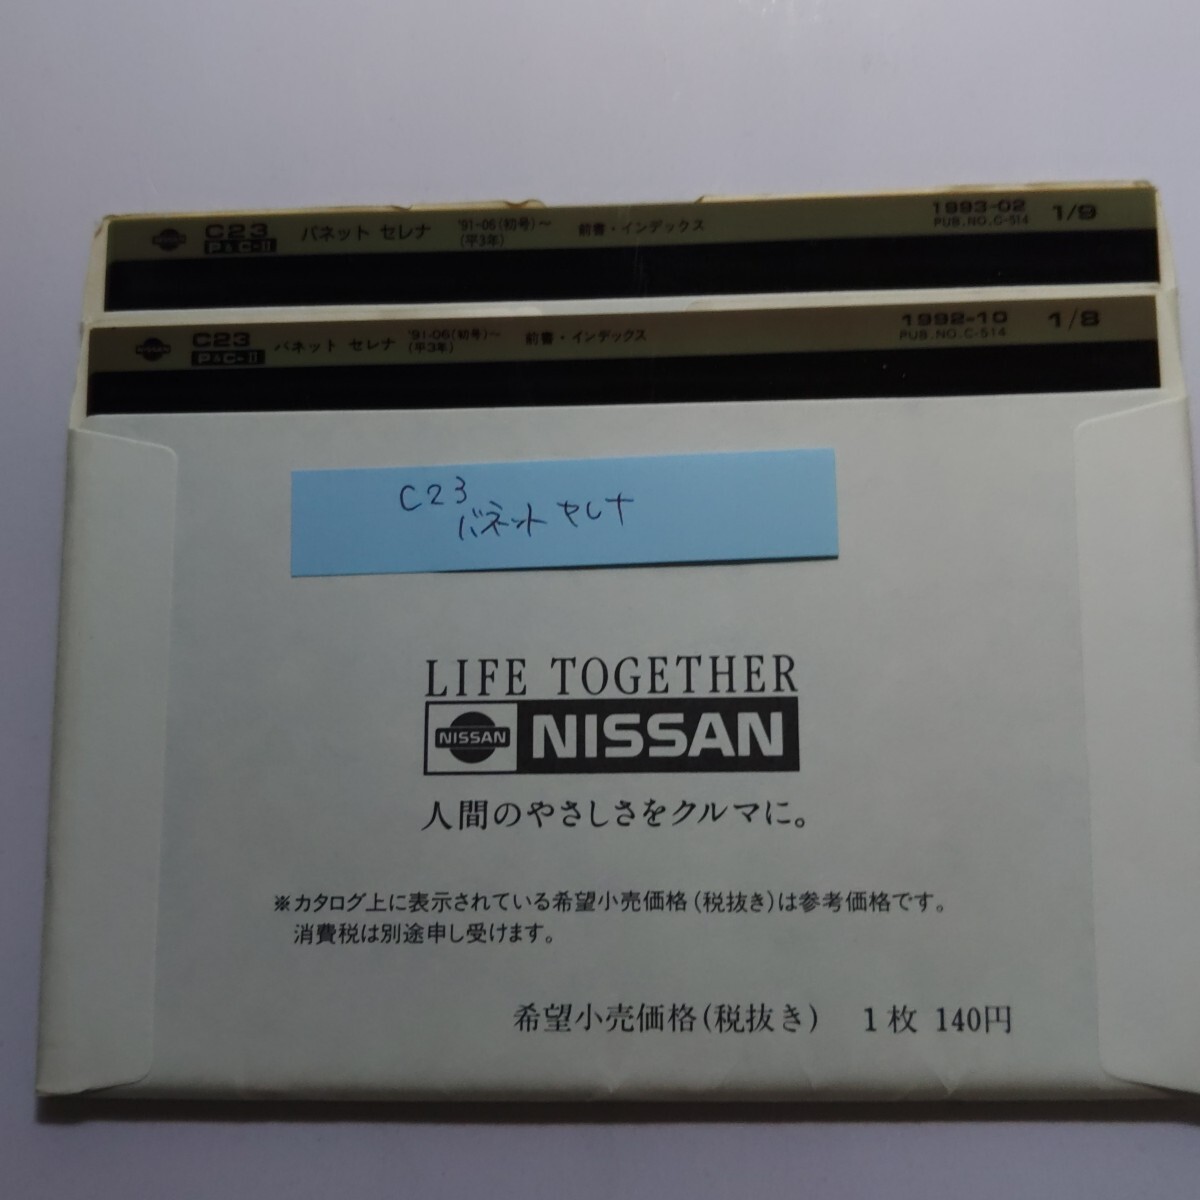 NISSAN C23 バネット セレナ '91-06(初号)～ 前書・インデックス 1993-02 1/9
P&C-II (平3年) PUB.NO.C-514
NISSAN C23 バネット セレナ '91-06(初号)～ 前書・インデックス 1992-10 1/8
P&C-II (平3年) PUB.NO.C-514
C23
バネット セレナ
LIFE TOGETHER
NISSAN NISSAN
人間のやさしさをクルマに。
※カタログ上に表示されている希望小売価格(税抜き)は参考価格です。
消費税は別途申し受けます。
希望小売価格(税抜き) 1枚 140円